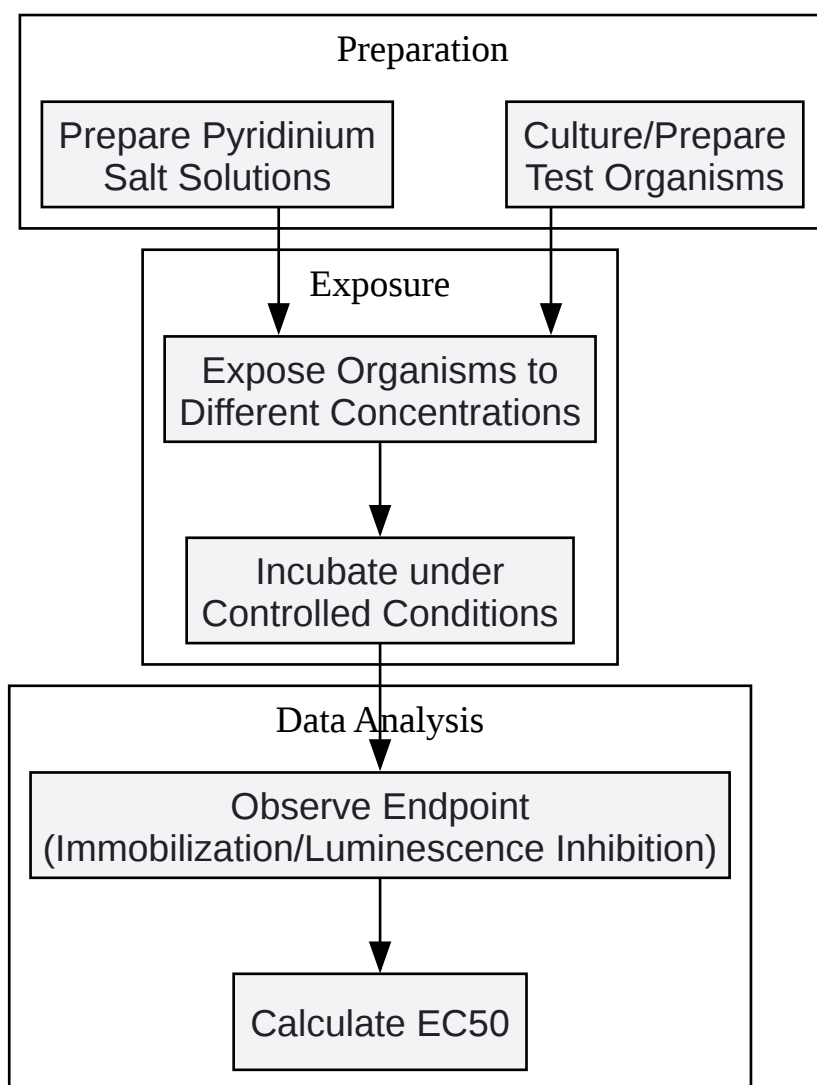 Preparation
Prepare Pyridinium
Salt Solutions
Culture/Prepare
Test Organisms
Exposure
Expose Organisms to
Different Concentrations
Incubate under
Controlled Conditions
Data Analysis
Observe Endpoint
(Immobilization/Luminescence Inhibition)
Calculate EC50